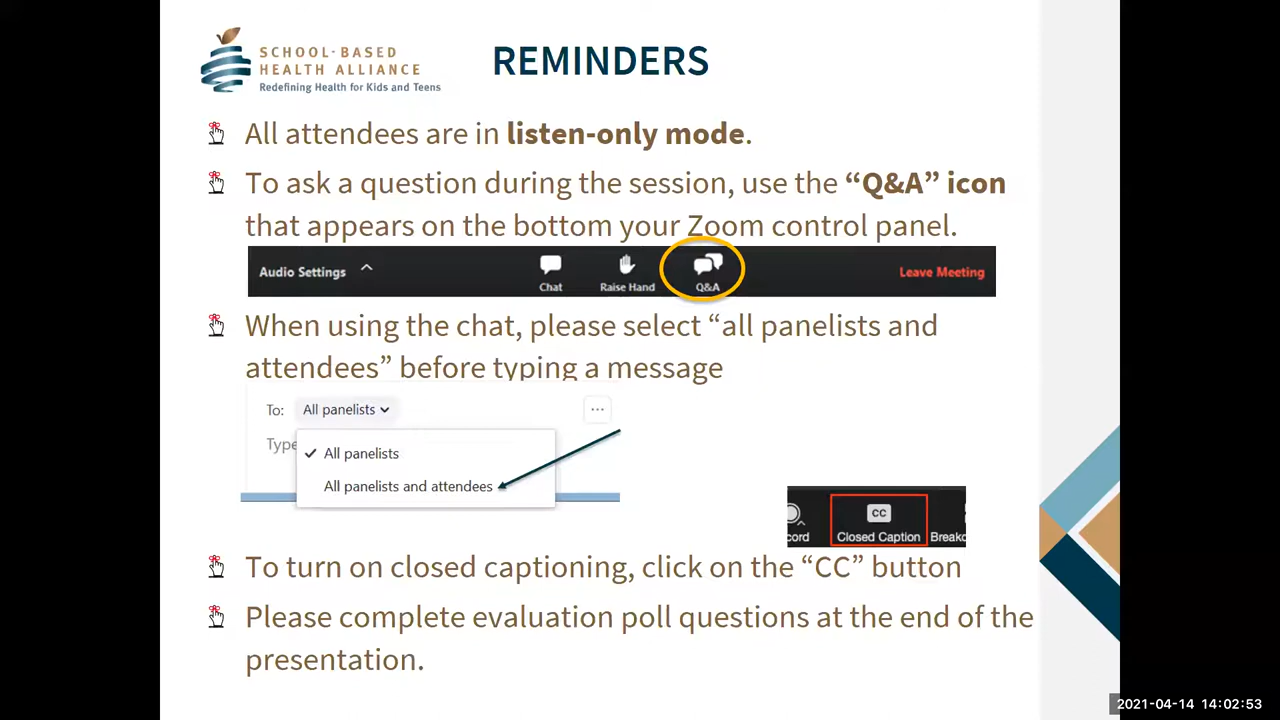 SCHOOL-BASED
HEALTH ALLIANCE
Redefining Health for Kids and Teens
REMINDERS
All attendees are in listen-only mode.
To ask a question during the session, use the “Q&A” icon
that appears on the bottom your Zoom control panel.
Audio Settings
Chat
Raise Hand
Q&A
Leave Meeting
When using the chat, please select “all panelists and
attendees” before typing a message
To: All panelists
Type
All panelists
All panelists and attendees
CC
cord
Closed Caption
Breakc
To turn on closed captioning, click on the “CC” button
Please complete evaluation poll questions at the end of the
presentation.
2021-04-14 14:02:53